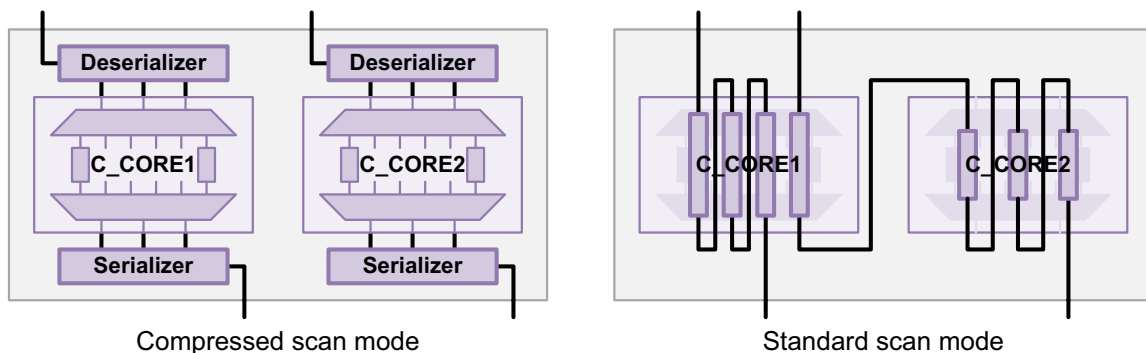 Deserializer
Deserializer
C_CORE1
C_CORE2
Serializer
Serializer
Compressed scan mode
C_CORE1
C_CORE2
Standard scan mode